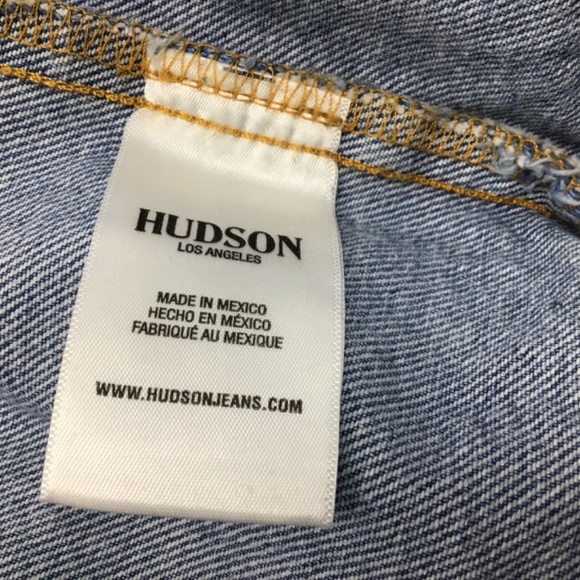 HUDSON
LOS ANGELES
MADE IN MEXICO
HECHO EN MÉXICO
FABRIQUÉ AU MEXIQUE
WWW.HUDSONJEANS.COM